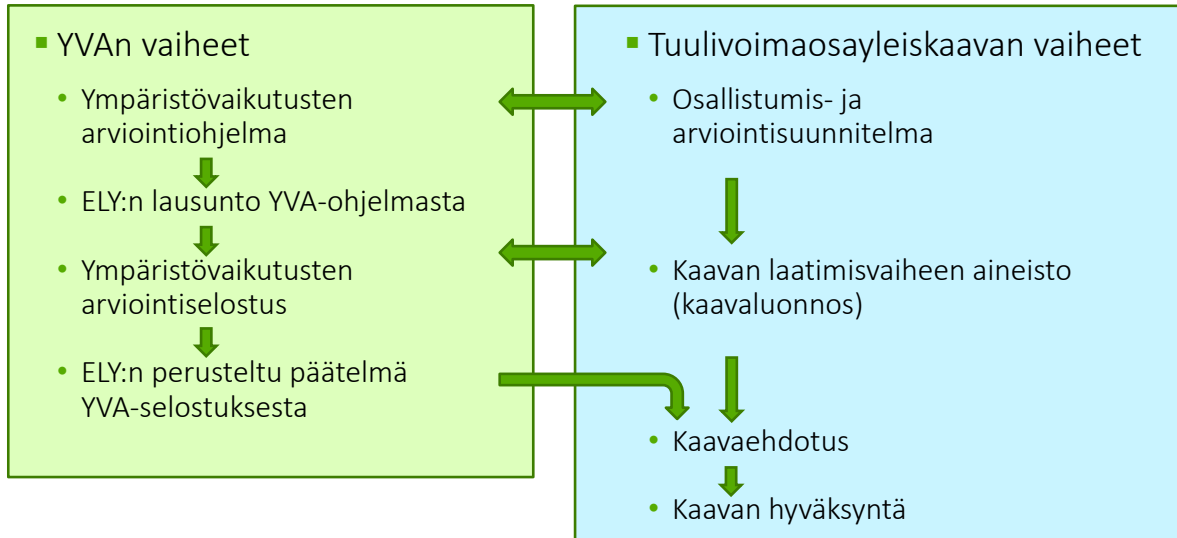 YVAn vaiheet
Ympäristövaikutusten
arviointiohjelma
ELY:n lausunto YVA-ohjelmasta
Ympäristövaikutusten
arviointiselostus
ELY:n perusteltu päätelmä
YVA-selostuksesta
Tuulivoimaosayleiskaavan vaiheet
Osallistumis- ja
arviointisuunnitelma
Kaavan laatimisvaiheen aineisto
(kaavaluonnos)
Kaavaehdotus
Kaavan hyväksyntä